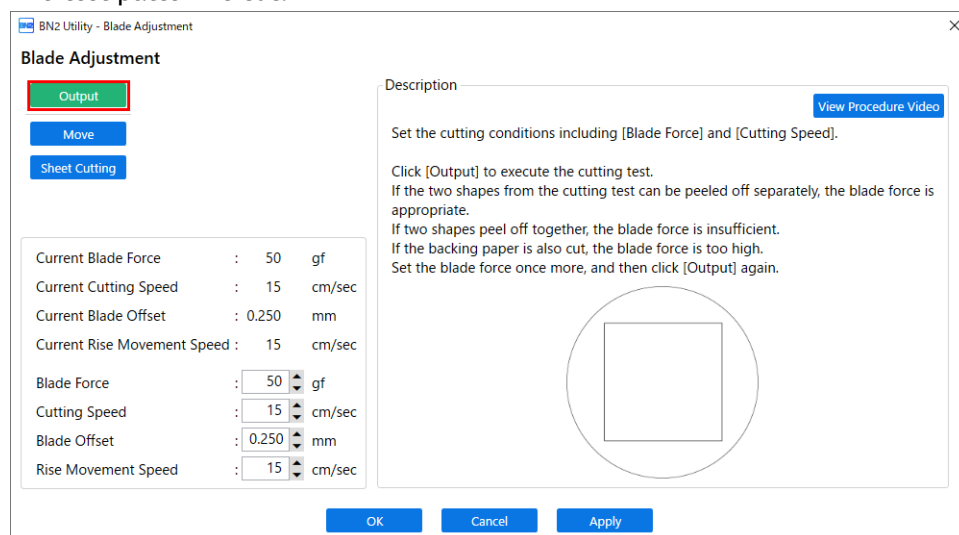 BN2 BN2 Utility - Blade Adjustment
Blade Adjustment
Output
Move
Sheet Cutting
Description
View Procedure Video
Set the cutting conditions including [Blade Force] and [Cutting Speed].
Click [Output] to execute the cutting test.
If the two shapes from the cutting test can be peeled off separately, the blade force is
appropriate.
If two shapes peel off together, the blade force is insufficient.
If the backing paper is also cut, the blade force is too high.
Set the blade force once more, and then click [Output] again.
Current Blade Force : 50 gf
Current Cutting Speed : 15 cm/sec
Current Blade Offset : 0.250 mm
Current Rise Movement Speed : 15 cm/sec
Blade Force : 50 gf
Cutting Speed : 15 cm/sec
Blade Offset : 0.250 mm
Rise Movement Speed : 15 cm/sec
OK Cancel Apply